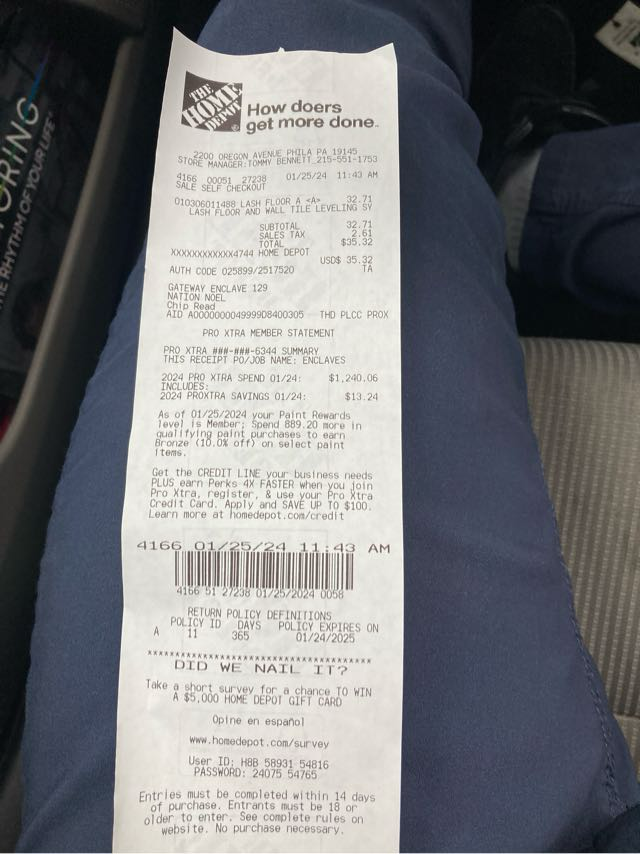 THE
HOME
DEPOT
How doers
get more done.
2200 OREGON AVENUE PHILA PA 19145
STORE MANAGER:TOMMY BENNETT 215-551-1753
4166 00051 27238 01/25/24 11:43 AM
SALE SELF CHECKOUT
010306011488 LASH FLOOR A <A> 32.71
LASH FLOOR AND WALL TILE LEVELING SY
SUBTOTAL 32.71
SALES TAX 2.61
TOTAL $35.32
XXXXXXXXXXXX4744 HOME DEPOT
USD$ 35.32
AUTH CODE 025899/2517520 TA
GATEWAY ENCLAVE 129
NATION NOEL
Chip Read
AID A0000000049999D8400305 THD PLCC PROX
PRO XTRA MEMBER STATEMENT
PRO XTRA ###-###-6344 SUMMARY
THIS RECEIPT PO/JOB NAME: ENCLAVES
2024 PRO XTRA SPEND 01/24: $1,240.06
INCLUDES:
2024 PROXTRA SAVINGS 01/24: $13.24
As of 01/25/2024 your Paint Rewards
level is Member; Spend 889.20 more in
qualifying paint purchases to earn
Bronze (10.0% off) on select paint
items.
Get the CREDIT LINE your business needs
PLUS earn Perks 4X FASTER when you join
Pro Xtra, register, & use your Pro Xtra
Credit Card. Apply and SAVE UP TO $100.
Learn more at homedepot.com/credit
4166 01/25/24 11:43 AM
4166 51 27238 01/25/2024 0058
RETURN POLICY DEFINITIONS
POLICY ID DAYS POLICY EXPIRES ON
A 11 365 01/24/2025
DID WE NAIL IT?
Take a short survey for a chance TO WIN
A $5,000 HOME DEPOT GIFT CARD
Opine en español
www.homedepot.com/survey
User ID: H8B 58931 54816
PASSWORD: 24075 54765
Entries must be completed within 14 days
of purchase. Entrants must be 18 or
older to enter. See complete rules on
website. No purchase necessary.
RHYTHM OF YOUR LIFE